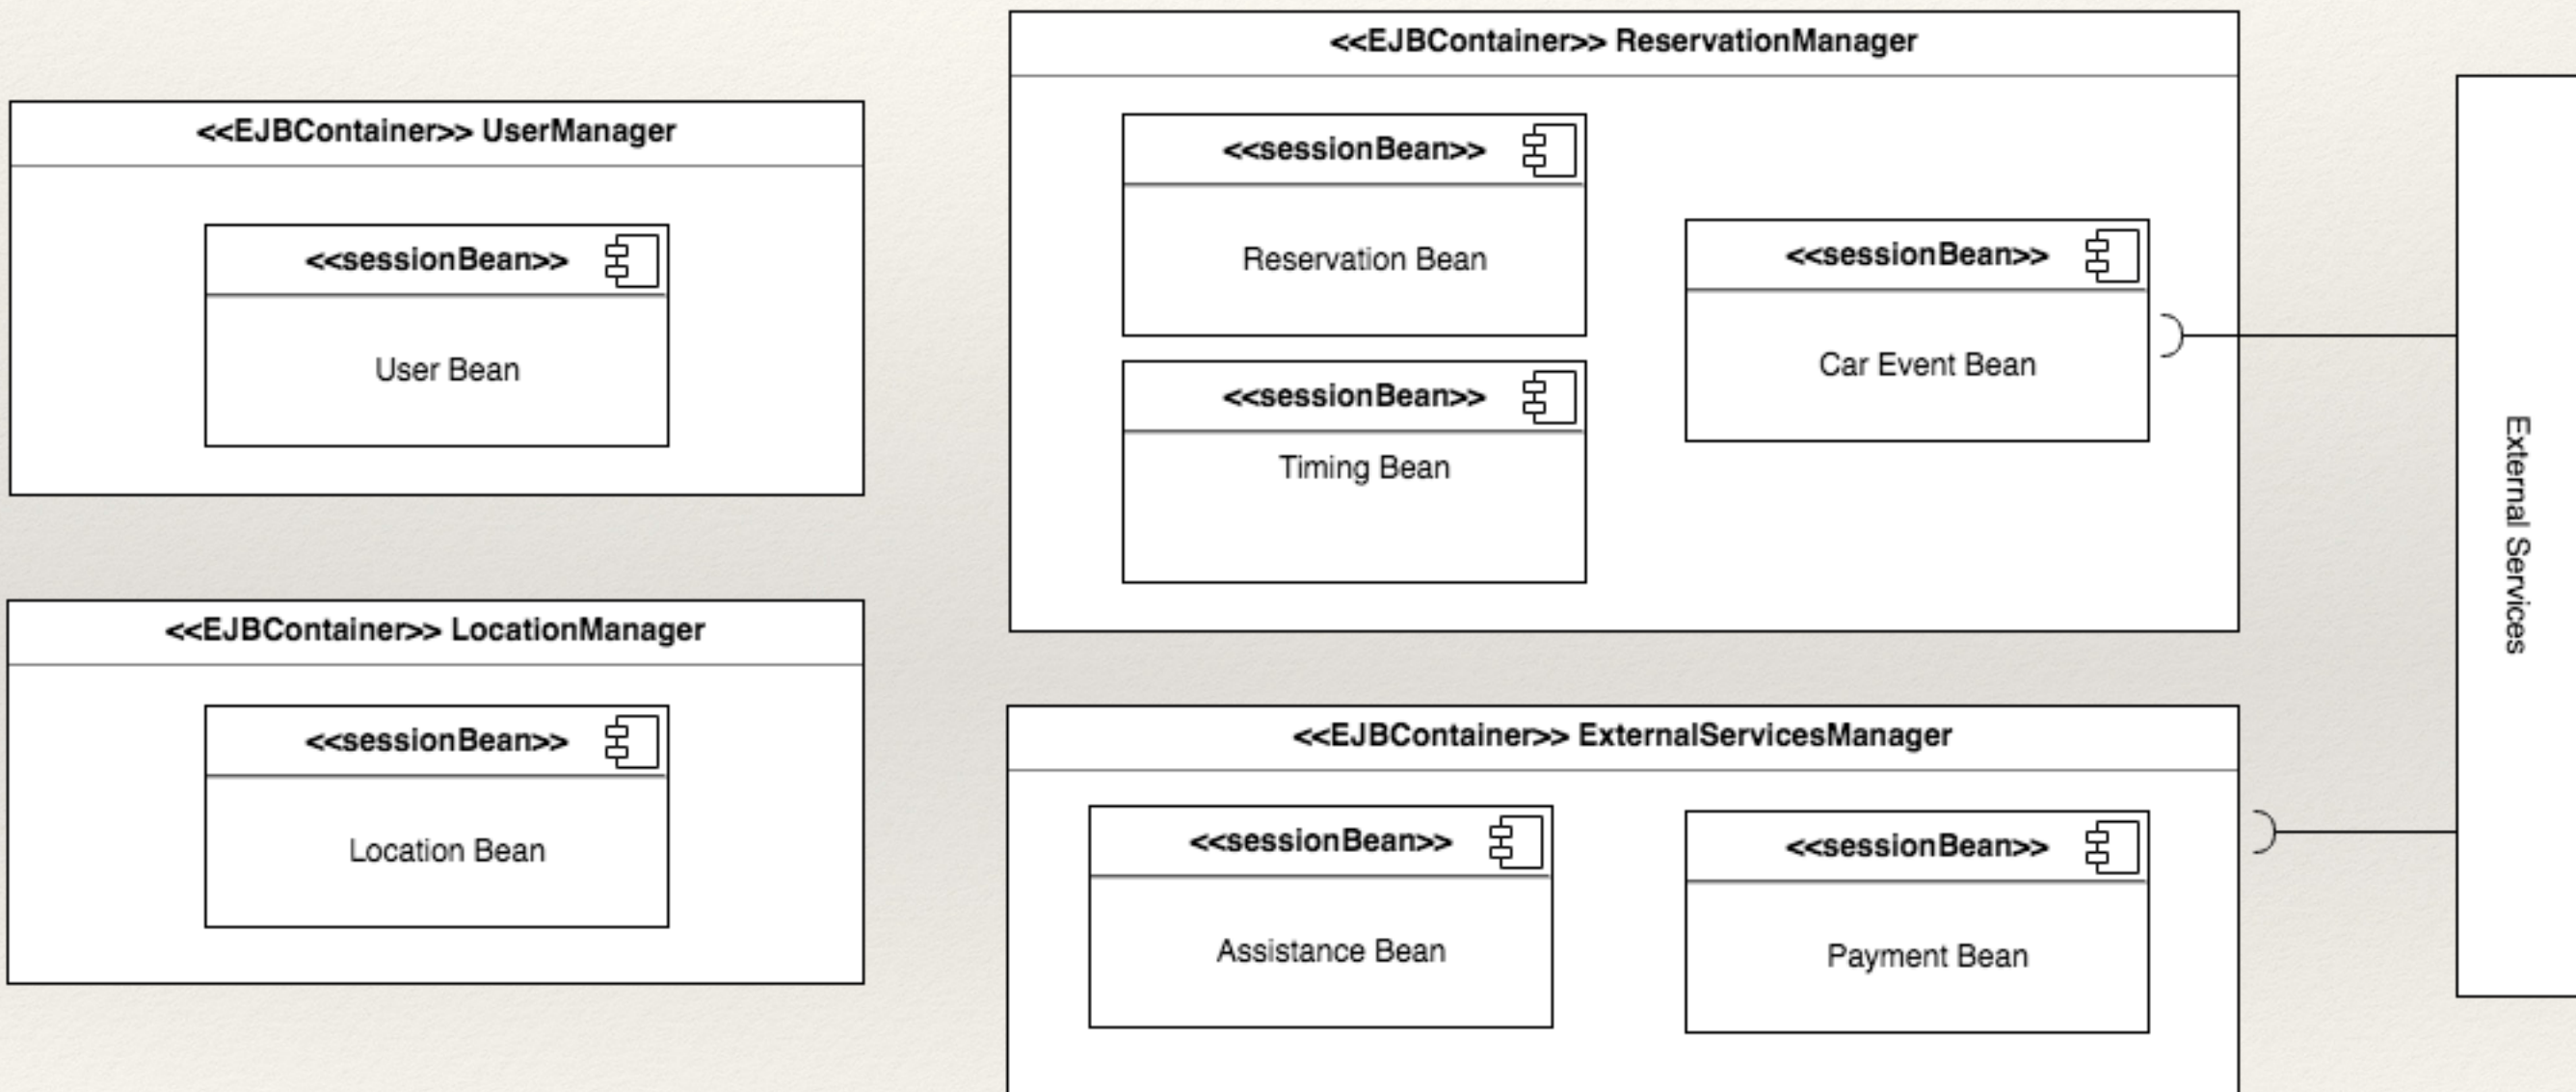 <<EJBContainer>> UserManager
<<sessionBean>>
User Bean
<<EJBContainer>> LocationManager
<<sessionBean>>
Location Bean
<<EJBContainer>> ReservationManager
<<sessionBean>>
Reservation Bean
<<sessionBean>>
Timing Bean
<<sessionBean>>
Car Event Bean
<<EJBContainer>> ExternalServicesManager
<<sessionBean>>
Assistance Bean
<<sessionBean>>
Payment Bean
External Services